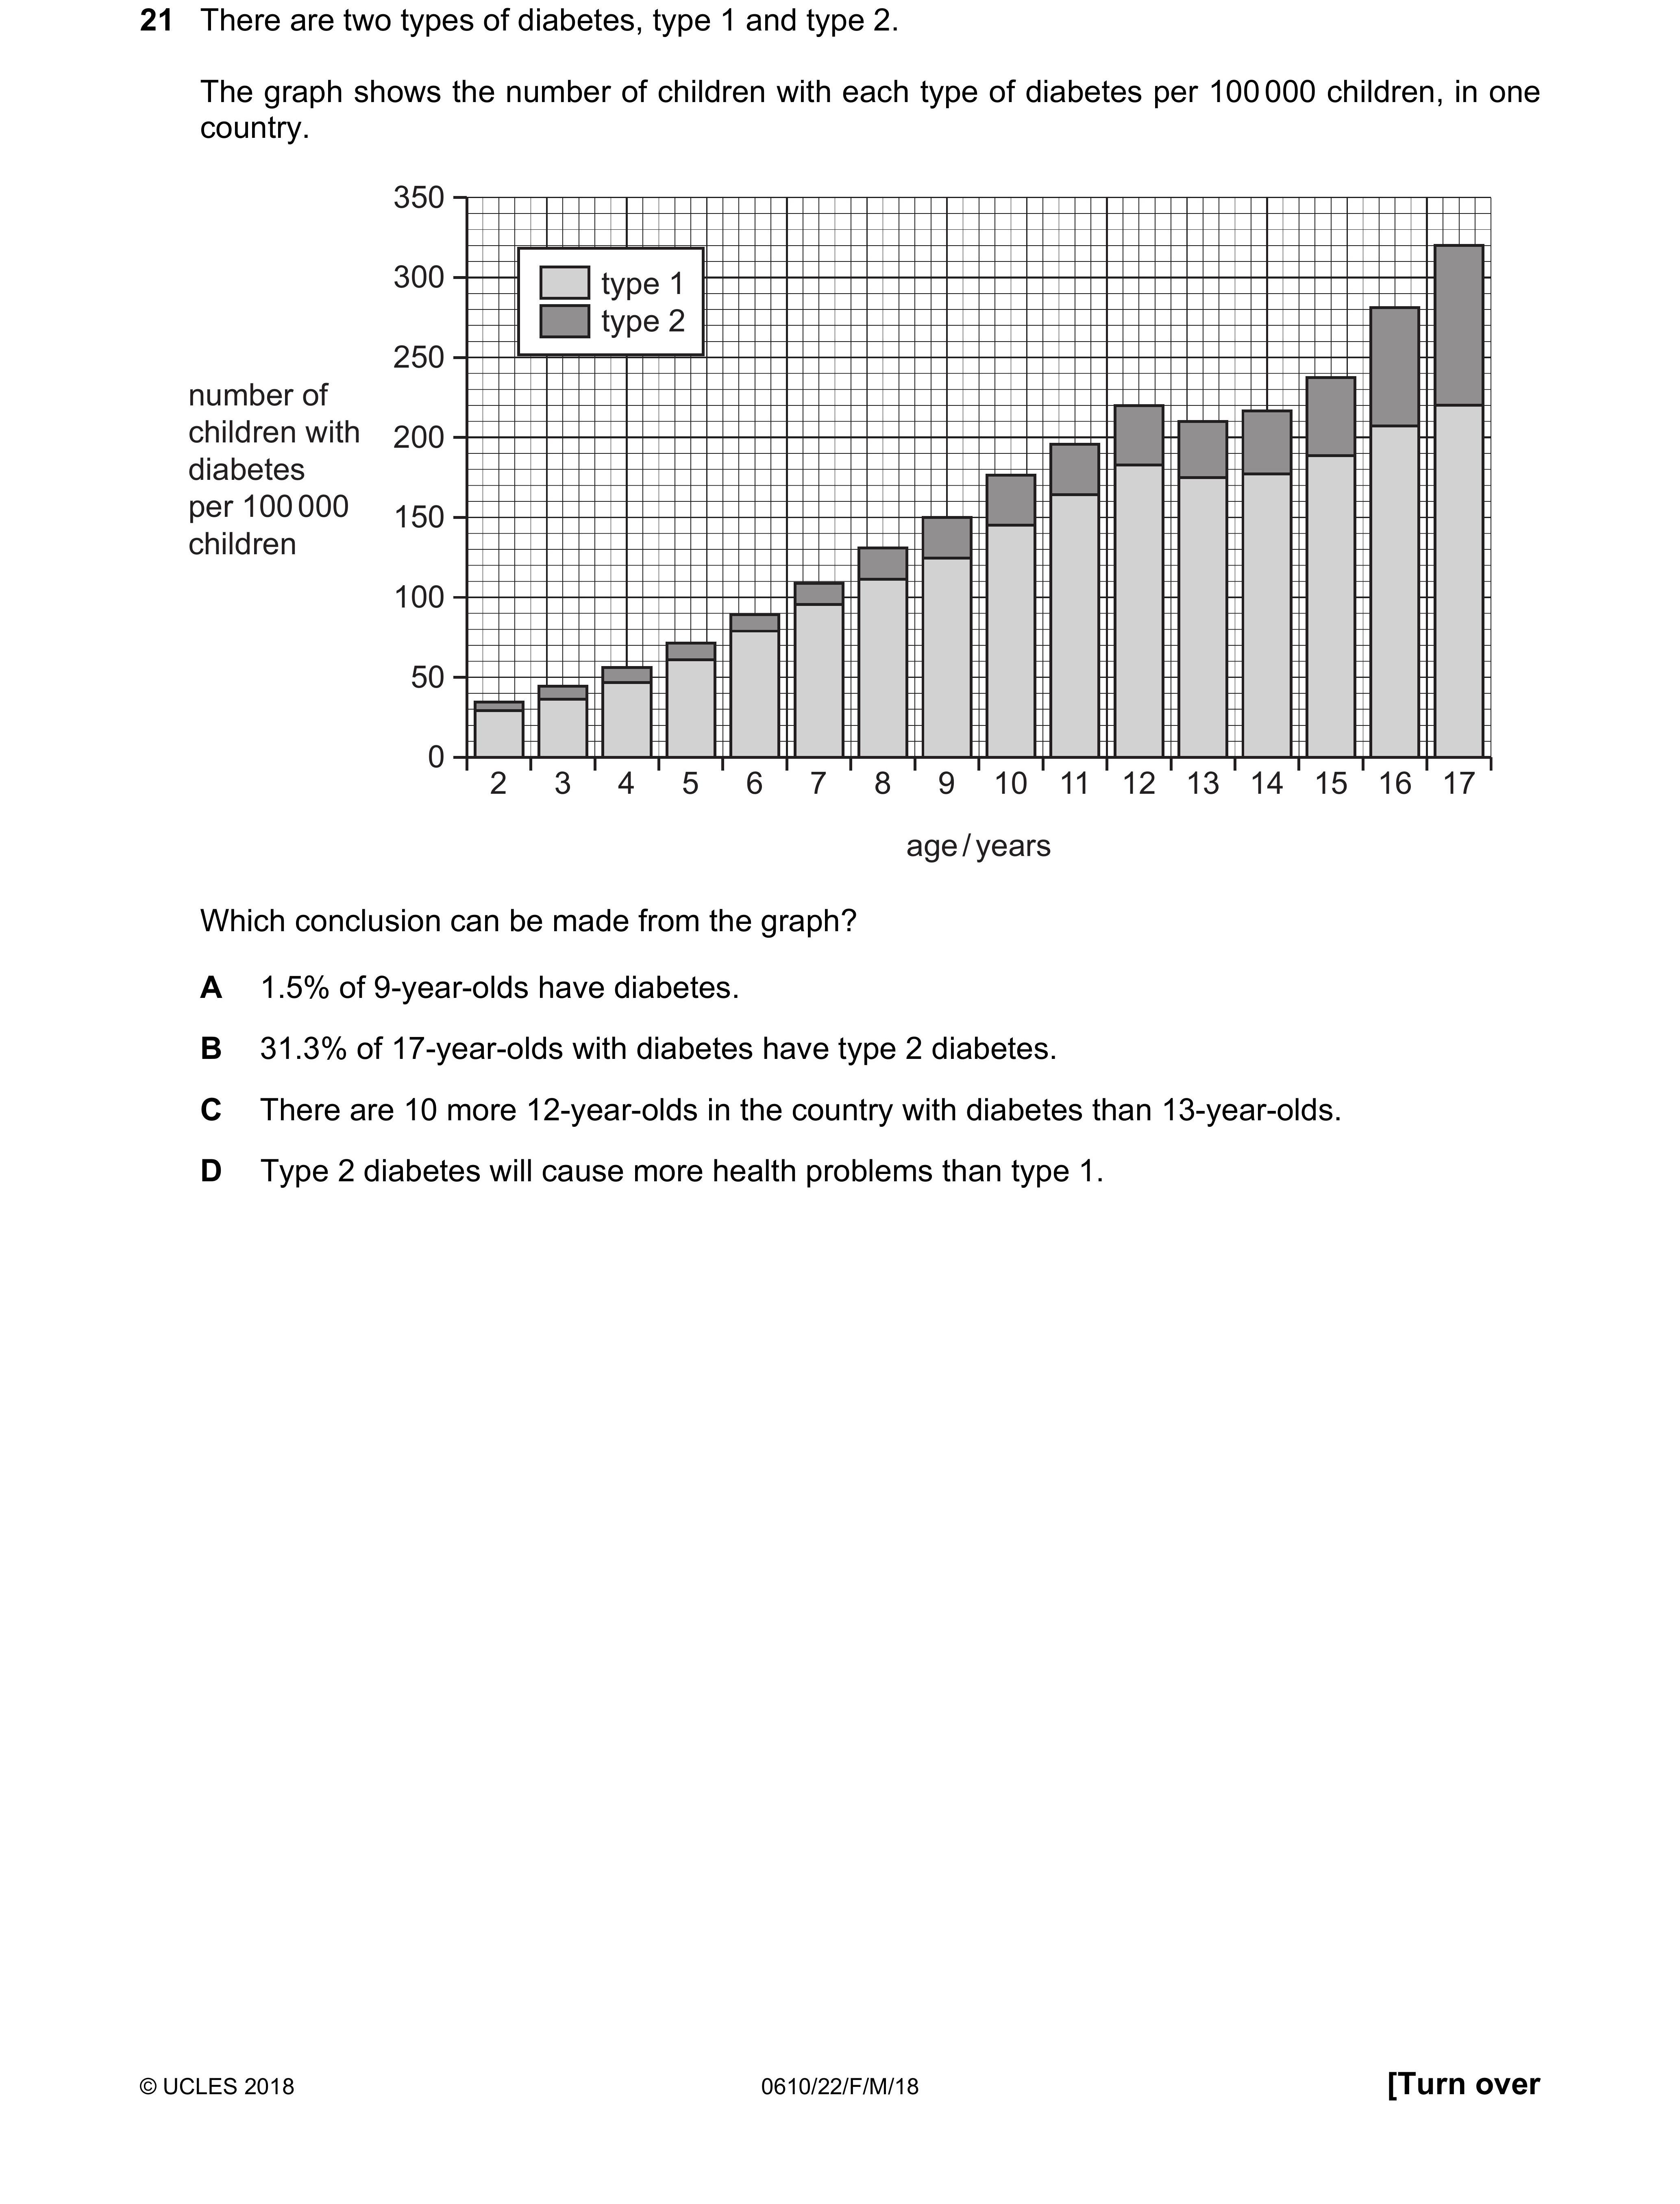 21 There are two types of diabetes, type 1 and type 2.
The graph shows the number of children with each type of diabetes per 100 000 children, in one
country.
350
300
250
200
150
100
50
0
type 1
type 2
number of
children with
diabetes
per 100 000
children
2 3 4 5 6 7 8 9 10 11 12 13 14 15 16 17
age / years
Which conclusion can be made from the graph?
A 1.5% of 9-year-olds have diabetes.
B 31.3% of 17-year-olds with diabetes have type 2 diabetes.
C There are 10 more 12-year-olds in the country with diabetes than 13-year-olds.
D Type 2 diabetes will cause more health problems than type 1.
© UCLES 2018 0610/22/F/M/18 [Turn over